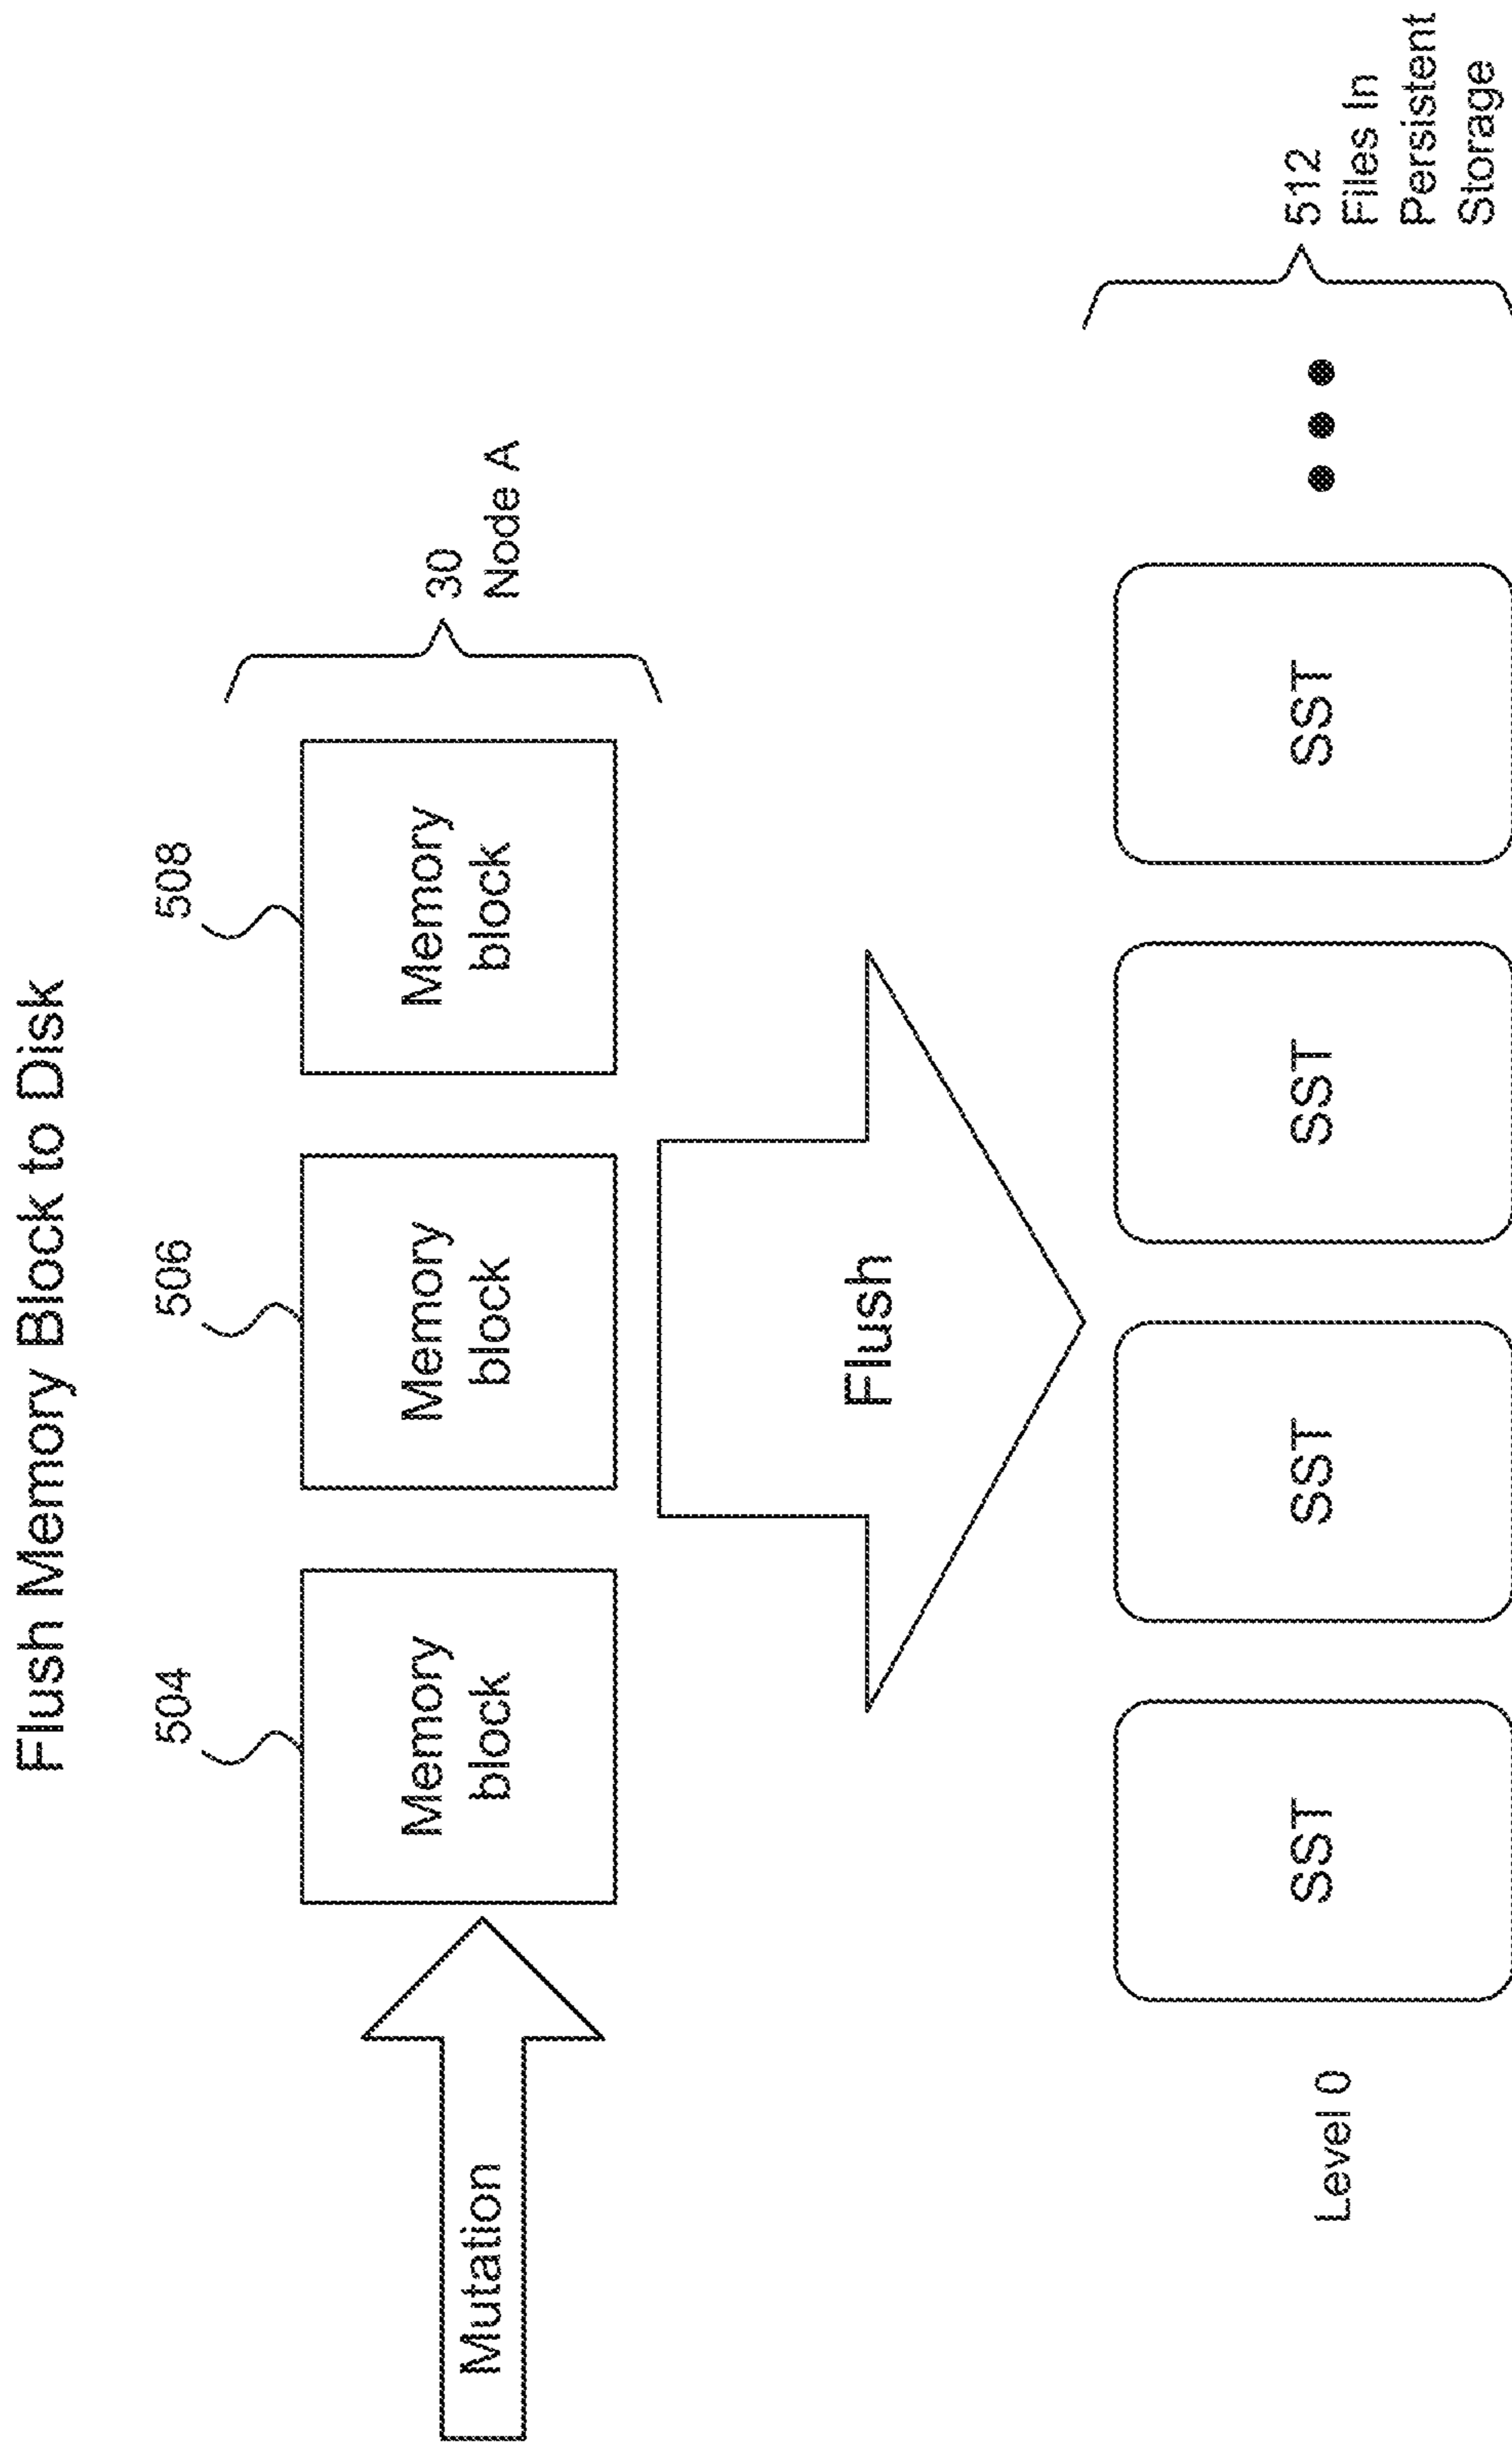 Flush Memory Block to Disk
504
506
508
Mutation
Memory
block
Memory
block
Memory
block
30
Node A
Flush
Level 0
SST
SST
SST
SST
512
Files In
Persistent
Storage